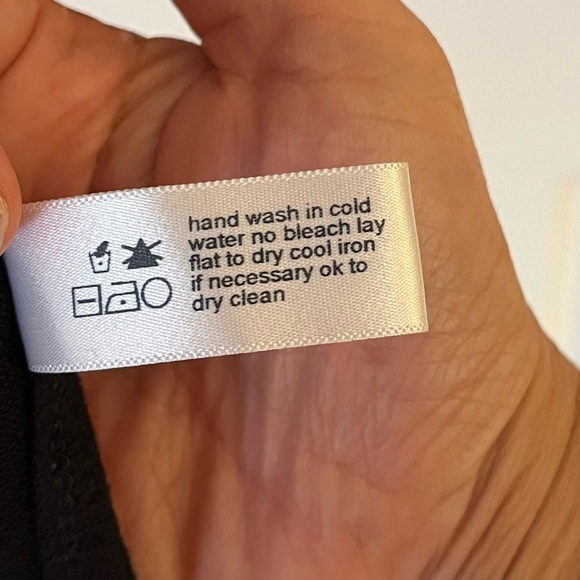 hand wash in cold
water no bleach lay
flat to dry cool iron
if necessary ok to
dry clean